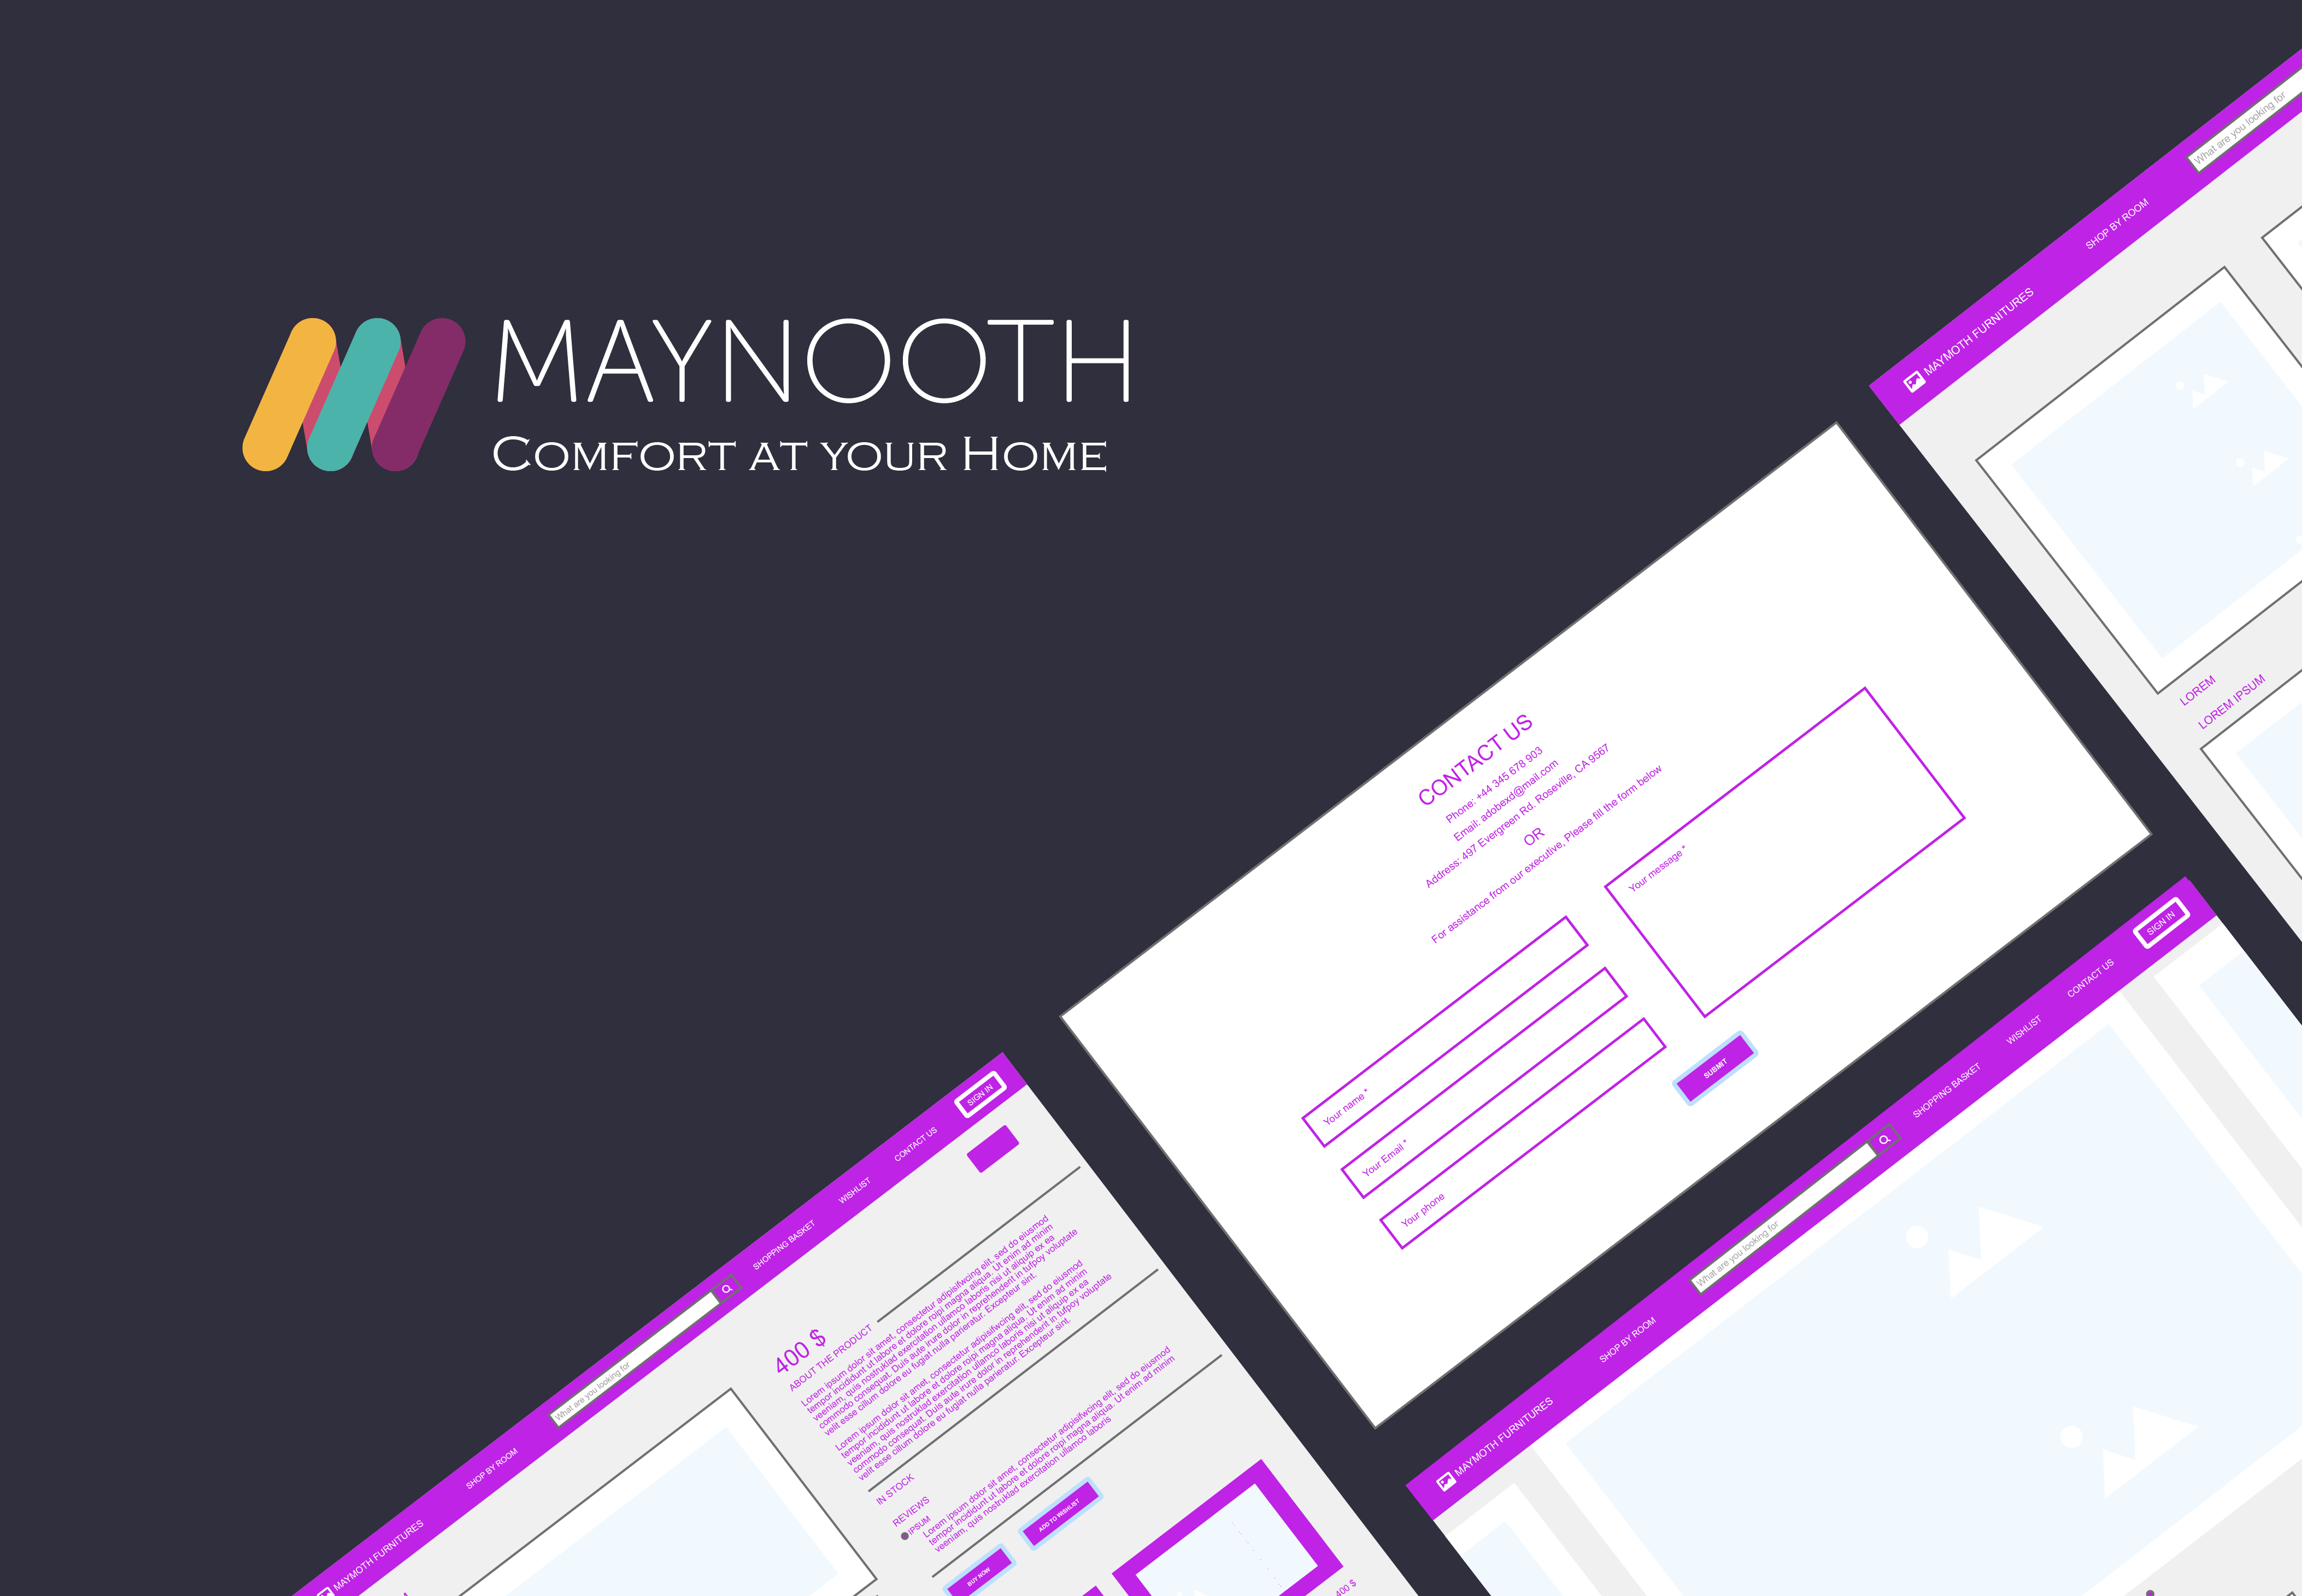 MAYNOOTH
COMFORT AT YOUR HOME
MAYMOTH FURNITURES
SHOP BY ROOM
What are you looking for
LOREM
LOREM IPSUM
CONTACT US
Phone: +44 345 678 903
Email: adobexd@mail.com
Address: 497 Evergreen Rd. Roseville, CA 9567
OR
For assistance from our executive, Please fill the form below
Your name *
Your Email *
Your phone
Your message *
SUBMIT
MAYMOTH FURNITURES
SHOP BY ROOM
What are you looking for
SHOPPING BASKET
WISHLIST
CONTACT US
SIGN IN
400 $
ABOUT THE PRODUCT
Lorem ipsum dolor sit amet, consectetur adipisifwcing elit, sed do eiusmod
tempor incididunt ut labore et dolore roipi magna aliqua. Ut enim ad minim
veeniam, quis nostruklad exercitation ullamco laboris nisi ut aliquip ex ea
commodo consequat. Duis aute irure dolor in reprehenderit in tufpoy voluptate
velit esse cillum dolore eu fugiat nulla parieratur. Excepteur sint.
Lorem ipsum dolor sit amet, consectetur adipisifwcing elit, sed do eiusmod
tempor incididunt ut labore et dolore roipi magna aliqua. Ut enim ad minim
veeniam, quis nostruklad exercitation ullamco laboris nisi ut aliquip ex ea
commodo consequat. Duis aute irure dolor in reprehenderit in tufpoy voluptate
velit esse cillum dolore eu fugiat nulla parieratur. Excepteur sint.
IN STOCK
REVIEWS
IPSUM
Lorem ipsum dolor sit amet, consectetur adipisifwcing elit, sed do eiusmod
tempor incididunt ut labore et dolore roipi magna aliqua. Ut enim ad minim
veeniam, quis nostruklad exercitation ullamco laboris
BUY NOW
ADD TO WISHLIST
400 $
MAYMOTH FURNITURES
SHOP BY ROOM
What are you looking for
SHOPPING BASKET
WISHLIST
CONTACT US
SIGN IN